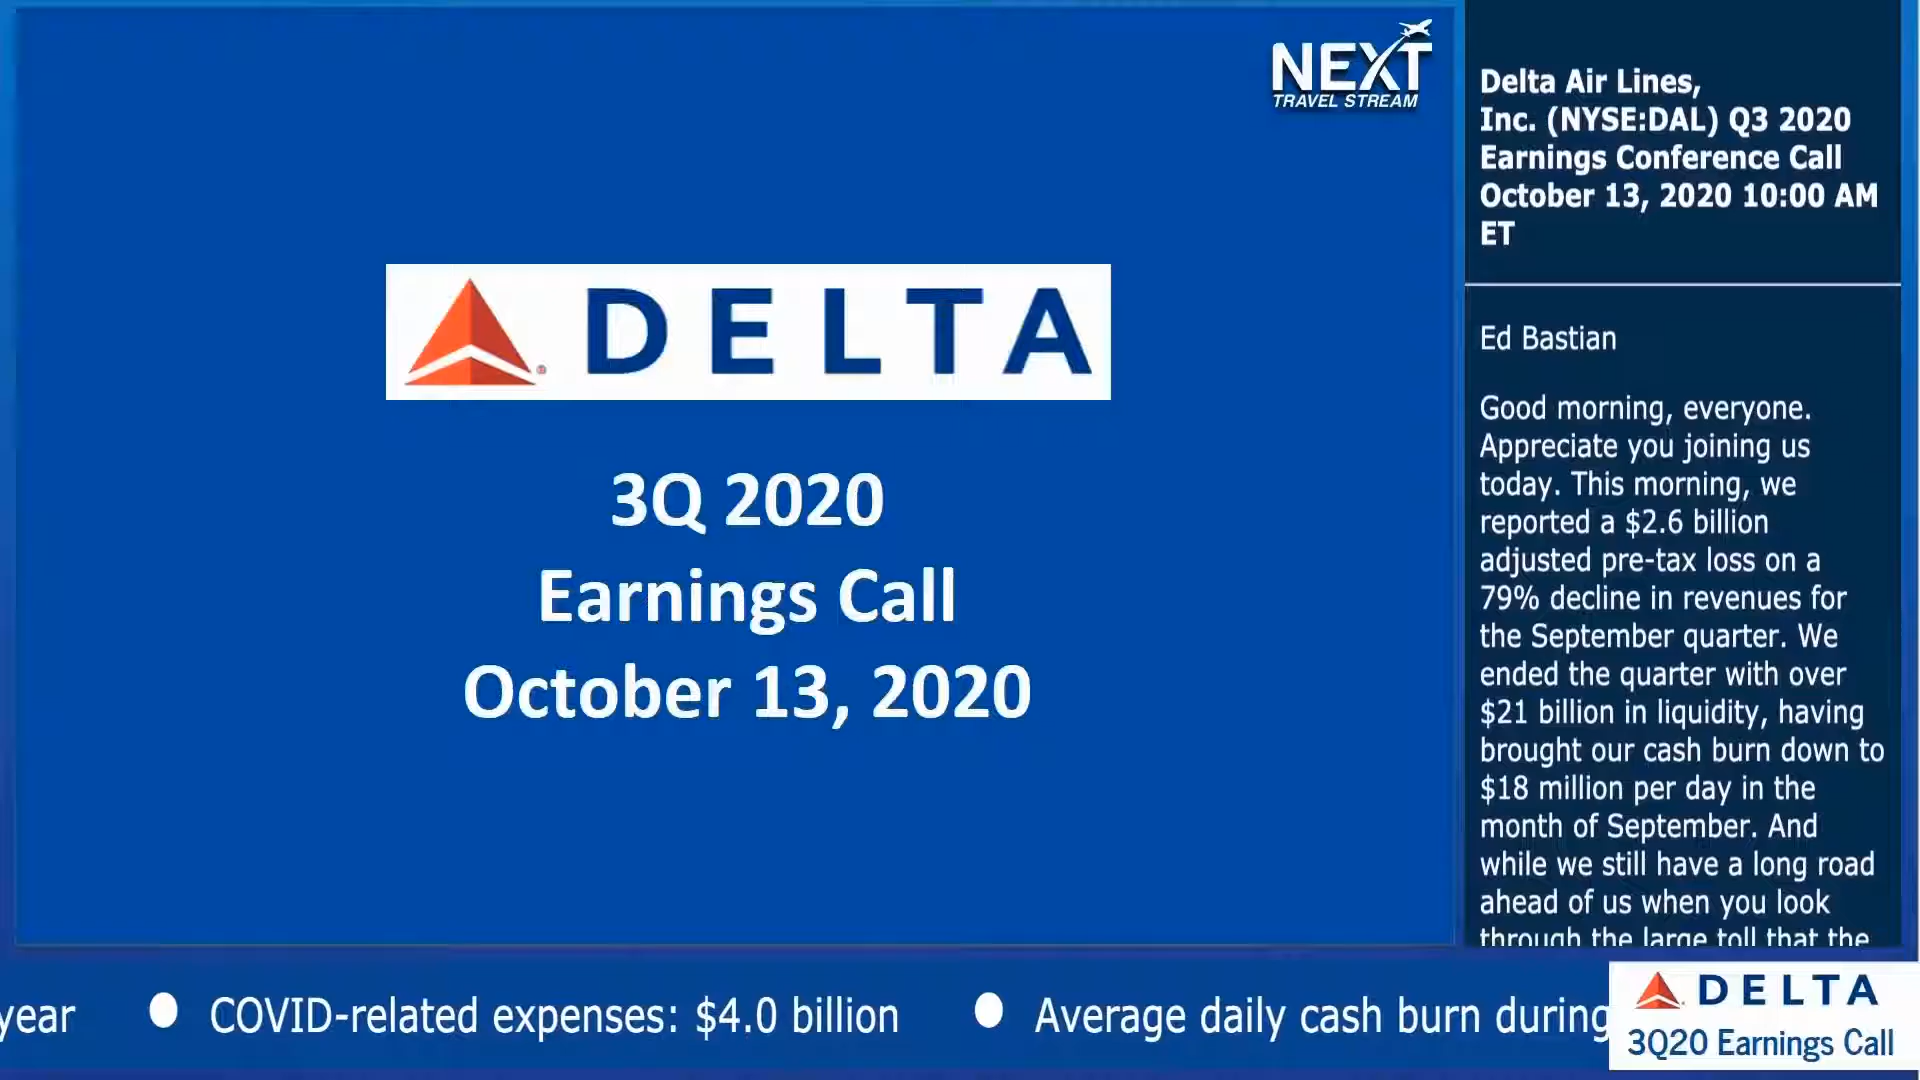 NEXT
TRAVEL STREAM
DELTA
3Q 2020
Earnings Call
October 13, 2020
Delta Air Lines,
Inc. (NYSE:DAL) Q3 2020
Earnings Conference Call
October 13, 2020 10:00 AM
ET
Ed Bastian
Good morning, everyone.
Appreciate you joining us
today. This morning, we
reported a $2.6 billion
adjusted pre-tax loss on a
79% decline in revenues for
the September quarter. We
ended the quarter with over
$21 billion in liquidity, having
brought our cash burn down to
$18 million per day in the
month of September. And
while we still have a long road
ahead of us when you look
through the large toll that the
year ● COVID-related expenses: $4.0 billion ● Average daily cash burn during
DELTA
3Q20 Earnings Call